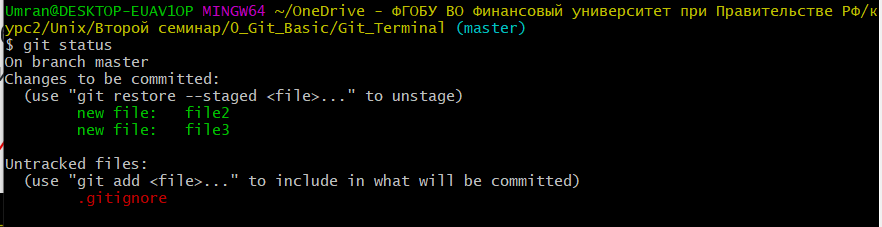 Umran@DESKTOP-EUAV1OP MINGW64 ~/OneDrive - ФГОБУ ВО Финансовый университет при Правительстве РФ/к
урс2/Unix/Второй семинар/0_Git_Basic/Git_Terminal (master)
$ git status
On branch master
Changes to be committed:
  (use "git restore --staged <file>..." to unstage)
        new file:   file2
        new file:   file3

Untracked files:
  (use "git add <file>..." to include in what will be committed)
        .gitignore